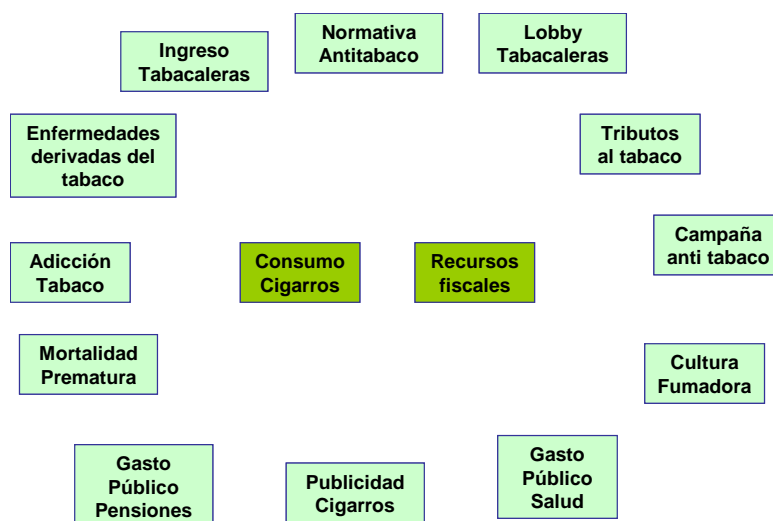 Ingreso
Tabacaleras
Normativa
Antitabaco
Lobby
Tabacaleras
Enfermedades
derivadas del
tabaco
Tributos
al tabaco
Adicción
Tabaco
Consumo
Cigarros
Recursos
fiscales
Campaña
anti tabaco
Mortalidad
Prematura
Cultura
Fumadora
Gasto
Público
Pensiones
Publicidad
Cigarros
Gasto
Público
Salud